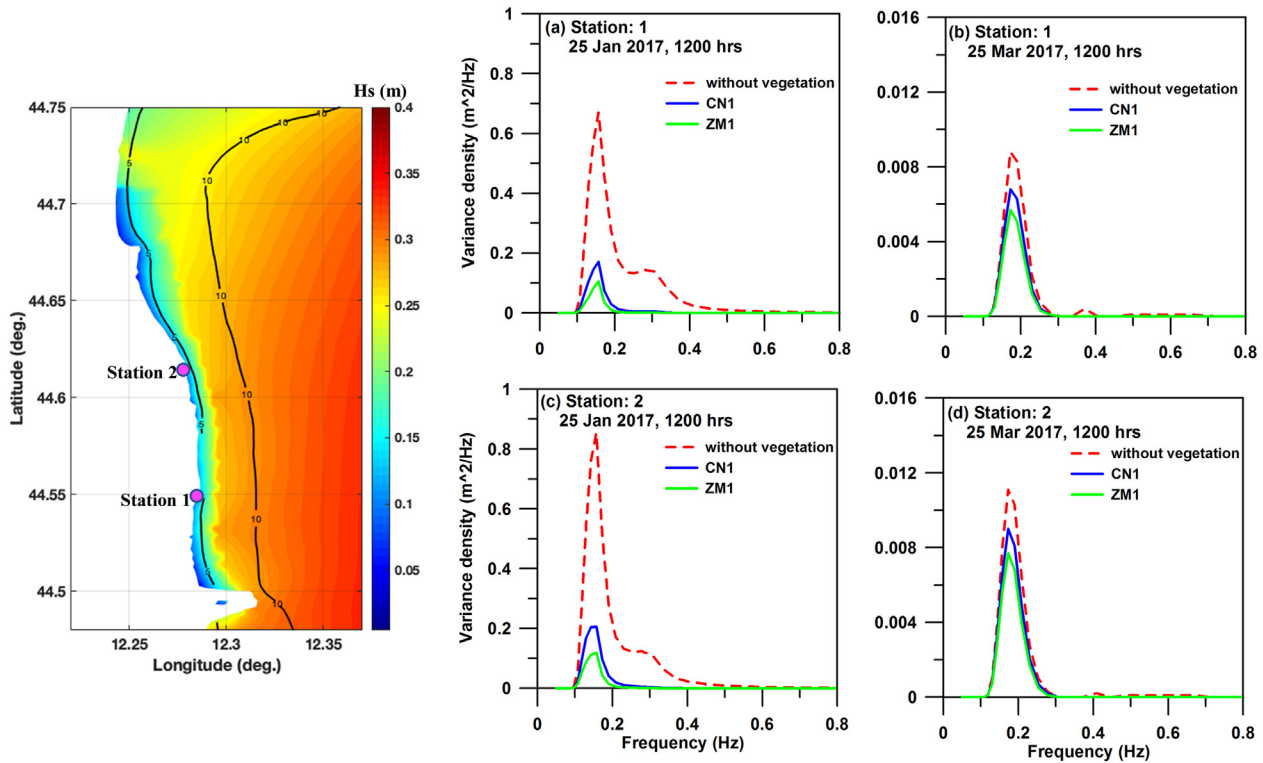 Hs (m)
44.75
44.7
44.65
44.6
44.55
44.5
12.25
12.3
12.35
Latitude (deg.)
Longitude (deg.)
0.4
0.35
0.3
0.25
0.2
0.15
0.1
0.05
Station 2
Station 1
5
5
5
5
5
10
10
10
10
10
10
10
10
(a) Station: 1
25 Jan 2017, 1200 hrs
without vegetation
CN1
ZM1
Variance density (m^2/Hz)
1
0.8
0.6
0.4
0.2
0
0 0.2 0.4 0.6 0.8
(b) Station: 1
25 Mar 2017, 1200 hrs
without vegetation
CN1
ZM1
0.016
0.012
0.008
0.004
0
0 0.2 0.4 0.6 0.8
(c) Station: 2
25 Jan 2017, 1200 hrs
without vegetation
CN1
ZM1
Variance density (m^2/Hz)
1
0.8
0.6
0.4
0.2
0
0 0.2 0.4 0.6 0.8
Frequency (Hz)
(d) Station: 2
25 Mar 2017, 1200 hrs
without vegetation
CN1
ZM1
0.016
0.012
0.008
0.004
0
0 0.2 0.4 0.6 0.8
Frequency (Hz)